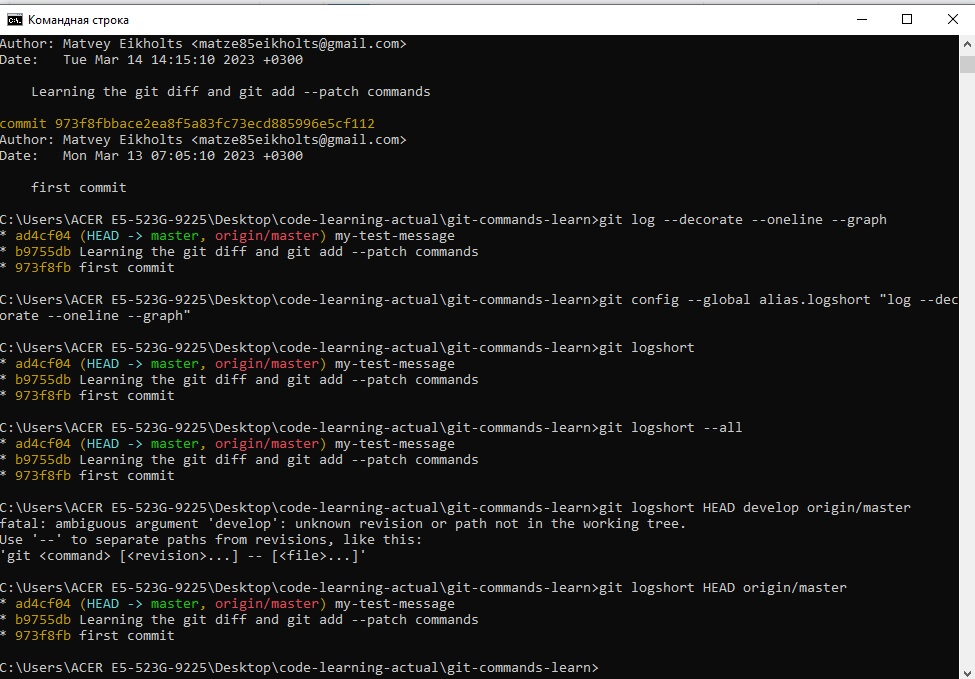 Командная строка
Author: Matvey Eikholts <matze85eikholts@gmail.com>
Date:   Tue Mar 14 14:15:10 2023 +0300
    Learning the git diff and git add --patch commands
commit 973f8fbbace2ea8f5a83fc73ecd885996e5cf112
Author: Matvey Eikholts <matze85eikholts@gmail.com>
Date:   Mon Mar 13 07:05:10 2023 +0300
    first commit
C:\Users\ACER E5-523G-9225\Desktop\code-learning-actual\git-commands-learn>git log --decorate --oneline --graph
* ad4cf04 (HEAD -> master, origin/master) my-test-message
* b9755db Learning the git diff and git add --patch commands
* 973f8fb first commit
C:\Users\ACER E5-523G-9225\Desktop\code-learning-actual\git-commands-learn>git config --global alias.logshort "log --dec
orate --oneline --graph"
C:\Users\ACER E5-523G-9225\Desktop\code-learning-actual\git-commands-learn>git logshort
* ad4cf04 (HEAD -> master, origin/master) my-test-message
* b9755db Learning the git diff and git add --patch commands
* 973f8fb first commit
C:\Users\ACER E5-523G-9225\Desktop\code-learning-actual\git-commands-learn>git logshort --all
* ad4cf04 (HEAD -> master, origin/master) my-test-message
* b9755db Learning the git diff and git add --patch commands
* 973f8fb first commit
C:\Users\ACER E5-523G-9225\Desktop\code-learning-actual\git-commands-learn>git logshort HEAD develop origin/master
fatal: ambiguous argument 'develop': unknown revision or path not in the working tree.
Use '--' to separate paths from revisions, like this:
'git <command> [<revision>...] -- [<file>...]'
C:\Users\ACER E5-523G-9225\Desktop\code-learning-actual\git-commands-learn>git logshort HEAD origin/master
* ad4cf04 (HEAD -> master, origin/master) my-test-message
* b9755db Learning the git diff and git add --patch commands
* 973f8fb first commit
C:\Users\ACER E5-523G-9225\Desktop\code-learning-actual\git-commands-learn>